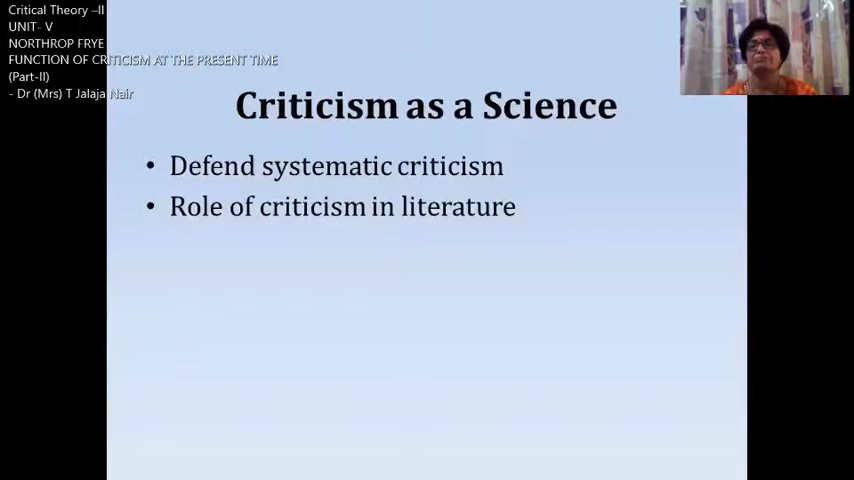 Critical Theory –II
UNIT- V
NORTHROP FRYE
FUNCTION OF CRITICISM AT THE PRESENT TIME
(Part-II)
- Dr (Mrs) T Jalaja Nair
Criticism as a Science
• Defend systematic criticism
• Role of criticism in literature